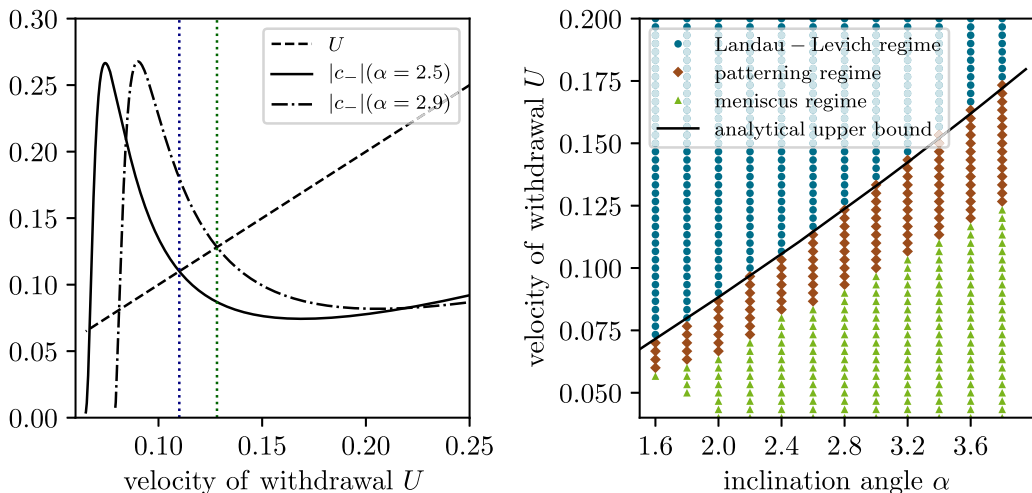 0.30
0.25
0.20
0.15
0.10
0.05
0.00
0.10
0.15
0.20
0.25
velocity of withdrawal U
U
|c₋|(α = 2.5)
|c₋|(α = 2.9)
0.200
0.175
0.150
0.125
0.100
0.075
0.050
velocity of withdrawal U
1.6
2.0
2.4
2.8
3.2
3.6
inclination angle α
Landau − Levich regime
patterning regime
meniscus regime
analytical upper bound